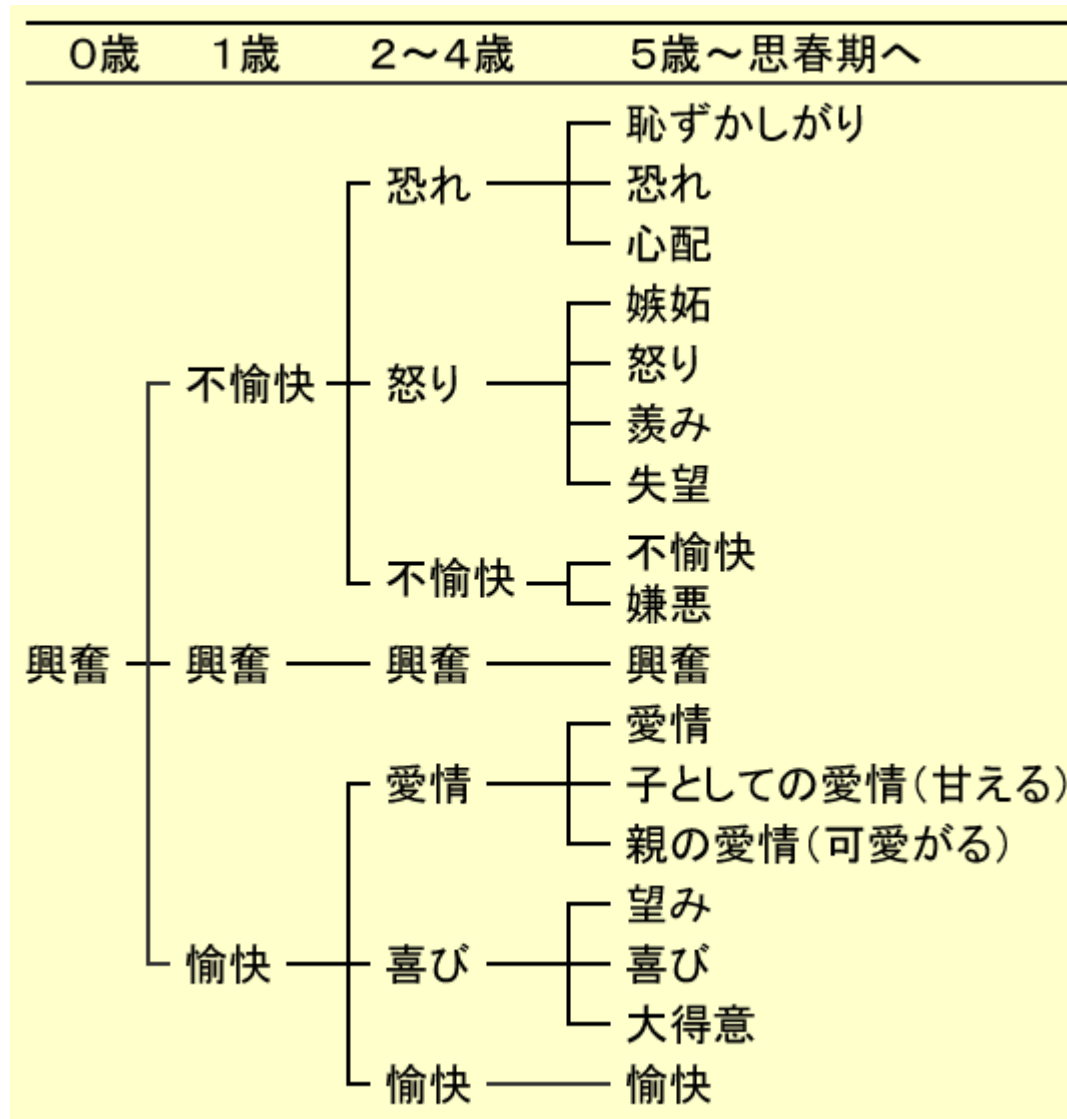 ０歳 １歳 ２～４歳 ５歳～思春期へ
恥ずかしがり
恐れ 恐れ
心配
嫉妬
怒り
不愉快 怒り
羨み
失望
不愉快
不愉快
嫌悪
興奮 興奮 興奮 興奮
愛情
愛情 子としての愛情（甘える）
親の愛情（可愛がる）
望み
愉快 喜び 喜び
大得意
愉快 愉快